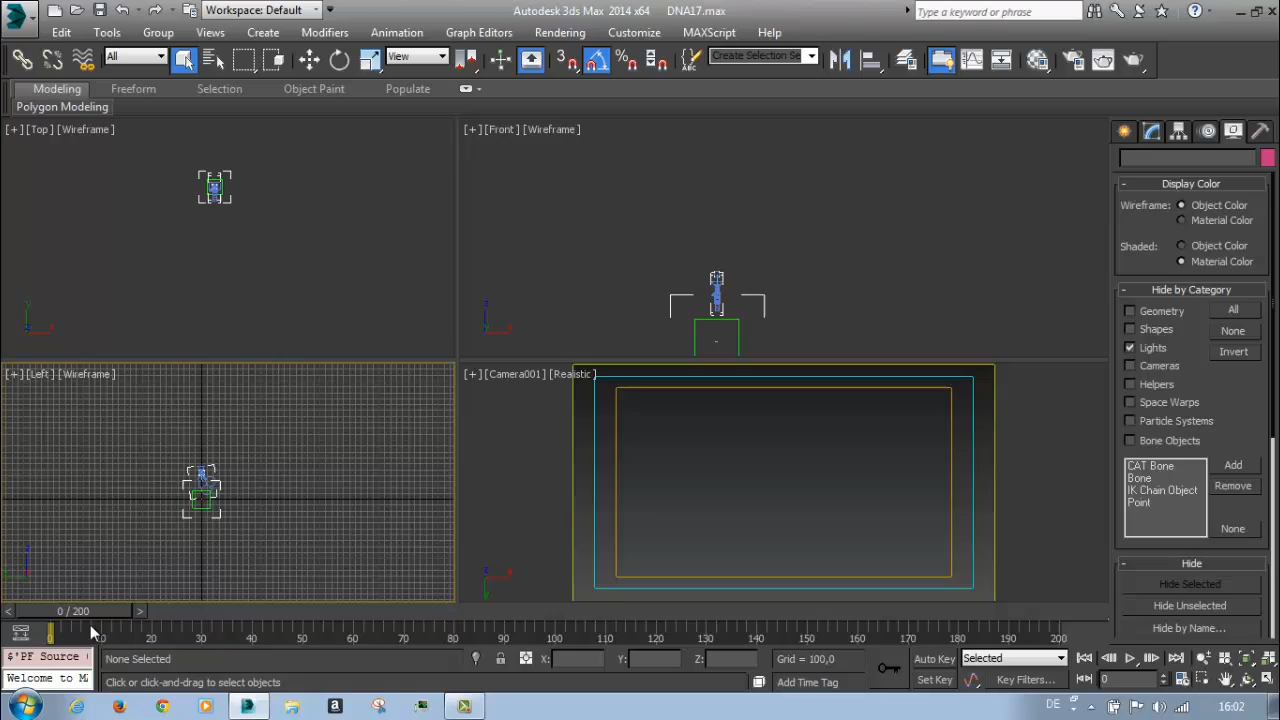 Workspace: Default
Autodesk 3ds Max 2014 x64 DNA17.max
Type a keyword or phrase
Edit Tools Group Views Create Modifiers Animation Graph Editors Rendering Customize MAXScript Help
All View 3 Create Selection Se
Modeling Freeform Selection Object Paint Populate
Polygon Modeling
[+] [Top] [Wireframe]
[+] [Front] [Wireframe]
[+] [Left] [Wireframe]
[+] [Camera001] [Realistic]
Display Color
Wireframe: Object Color
Material Color
Shaded: Object Color
Material Color
Hide by Category
Geometry All
Shapes None
Lights Invert
Cameras
Helpers
Space Warps
Particle Systems
Bone Objects
CAT Bone Add
Bone Remove
IK Chain Object
Point
None
Hide
Hide Selected
Hide Unselected
Hide by Name...
< 0 / 200 >
0 10 20 30 40 50 60 70 80 90 100 110 120 130 140 150 160 170 180 190 200
$'PF Source None Selected X: Y: Z: Grid = 100,0 Auto Key Selected
Welcome to M Click or click-and-drag to select objects Add Time Tag Set Key Key Filters... 0
DE 16:02